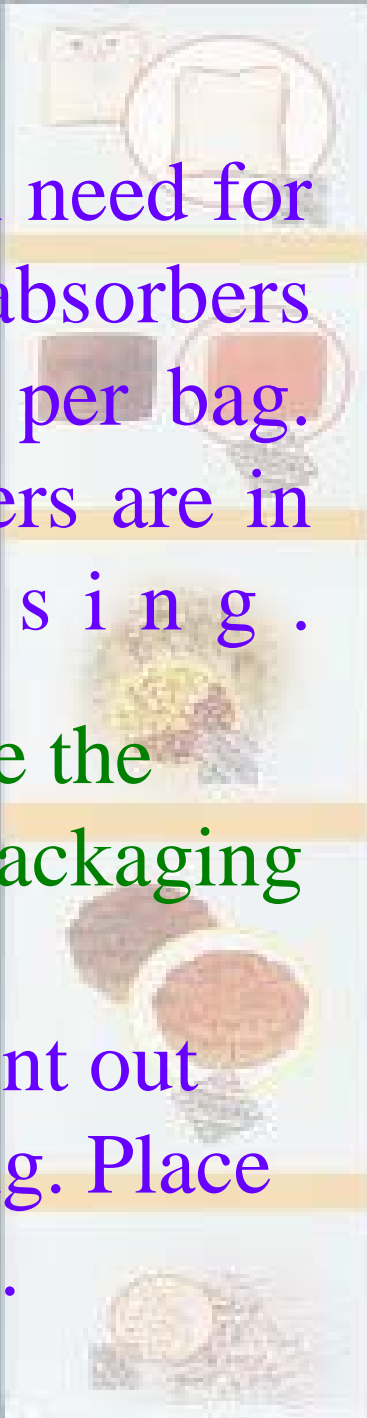 need for
absorbers
per bag.
ers are in
s i n g .
e the
ackaging
nt out
g. Place
.